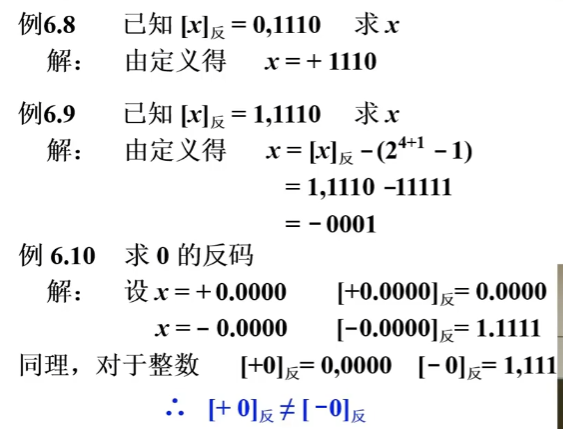 例6.8 已知 [x]反 = 0,1110 求 x
解： 由定义得 x = + 1110
例6.9 已知 [x]反 = 1,1110 求 x
解： 由定义得 x = [x]反 − (2^{4+1} − 1)
= 1,1110 −11111
= − 0001
例 6.10 求 0 的反码
解： 设 x = + 0.0000 [+0.0000]反= 0.0000
x = − 0.0000 [−0.0000]反= 1.1111
同理，对于整数 [+0]反= 0,0000 [− 0]反= 1,111
∴ [+ 0]反 ≠ [ −0]反